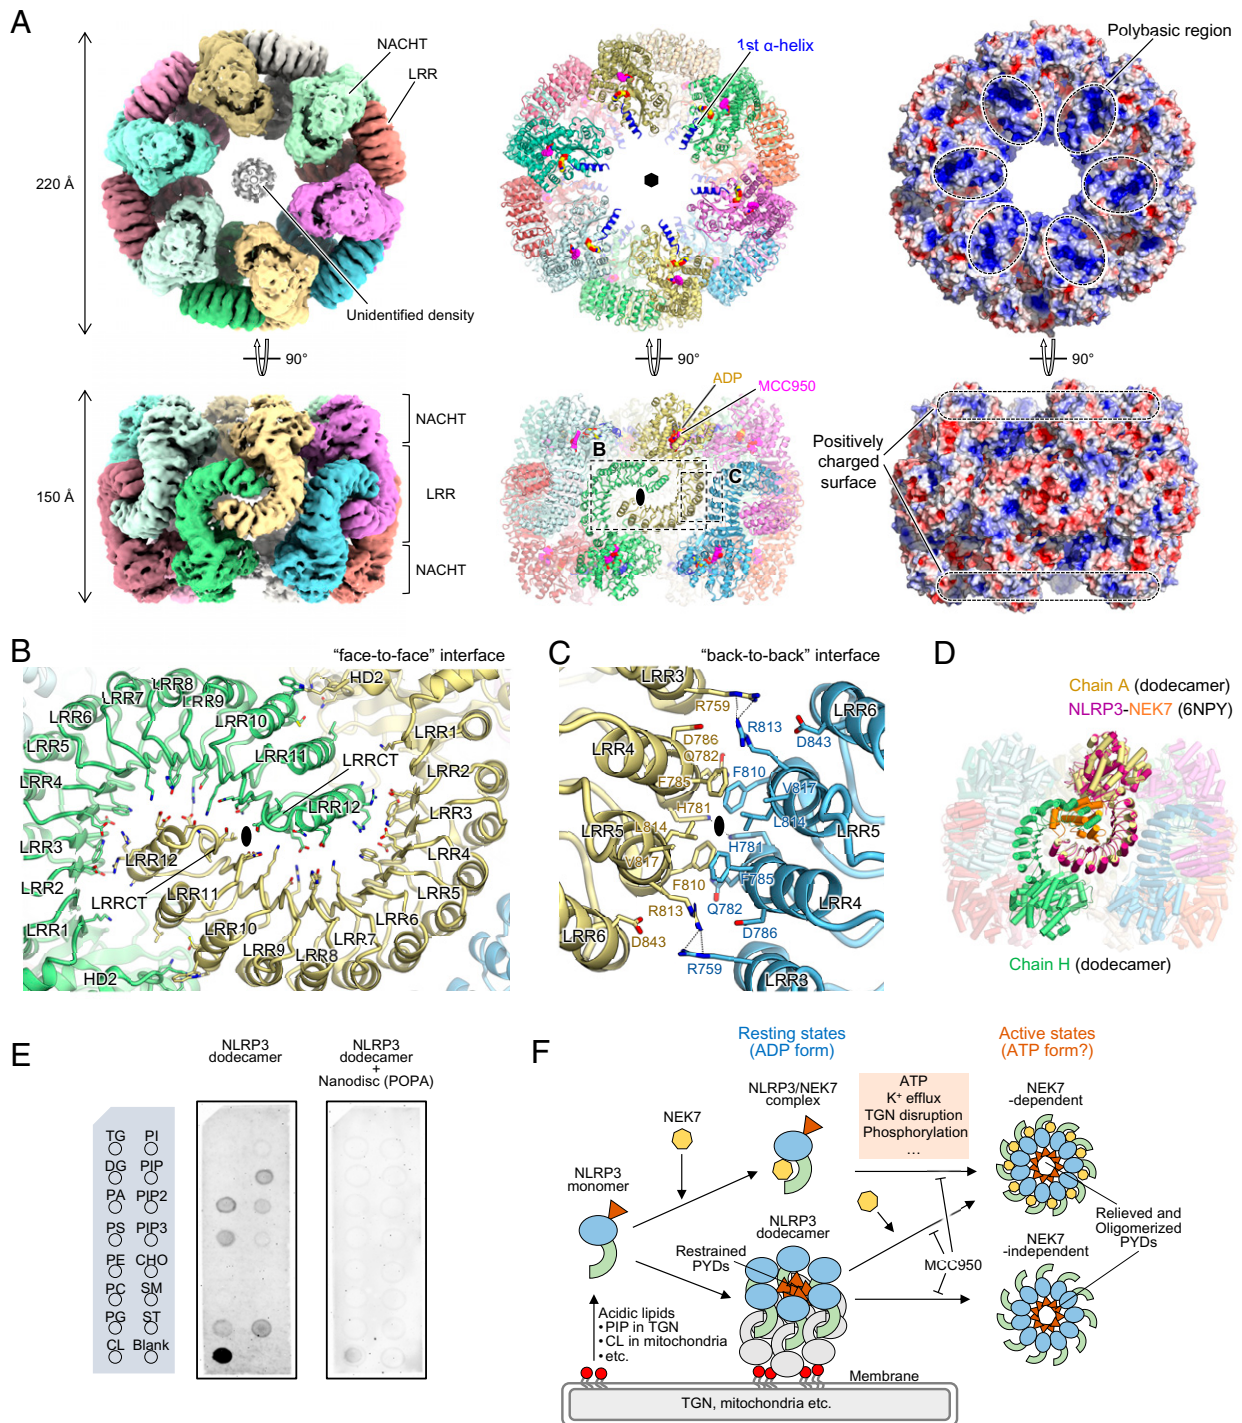 A
NACHT
LRR
220 Å
Unidentified density
90°
1st α-helix
90°
Polybasic region
90°
150 Å
NACHT
LRR
NACHT
ADP
MCC950
B
C
Positively
charged
surface
B
"face-to-face" interface
HD2
LRR8
LRR7
LRR9
LRR6
LRR10
LRR5
LRR11
LRR4
LRR3
LRR2
LRR1
HD2
LRRCT
LRR12
LRR1
LRR2
LRR3
LRR4
LRR5
LRR6
LRR7
LRR8
LRR9
LRR10
LRR11
LRR12
LRRCT
C
"back-to-back" interface
LRR3
R759
R813
LRR6
D843
D786
LRR4
Q782
F785
F810
H781
V817
LRR5
L814
L814
LRR5
V817
H781
F810
F785
R813
Q782
LRR4
LRR6
D843
D786
R759
LRR3
D
Chain A (dodecamer)
NLRP3-NEK7 (6NPY)
Chain H (dodecamer)
E
NLRP3
dodecamer
NLRP3
dodecamer
+
Nanodisc (POPA)
TG PI
DG PIP
PA PIP2
PS PIP3
PE CHO
PC SM
PG ST
CL Blank
F
Resting states
(ADP form)
Active states
(ATP form?)
NEK7
NLRP3/NEK7
complex
ATP
K⁺ efflux
TGN disruption
Phosphorylation
...
NEK7
-dependent
NLRP3
monomer
NLRP3
dodecamer
Restrained
PYDs
MCC950
Relieved and
Oligomerized
PYDs
NEK7
-independent
Acidic lipids
•PIP in TGN
•CL in mitochondria
•etc.
Membrane
TGN, mitochondria etc.